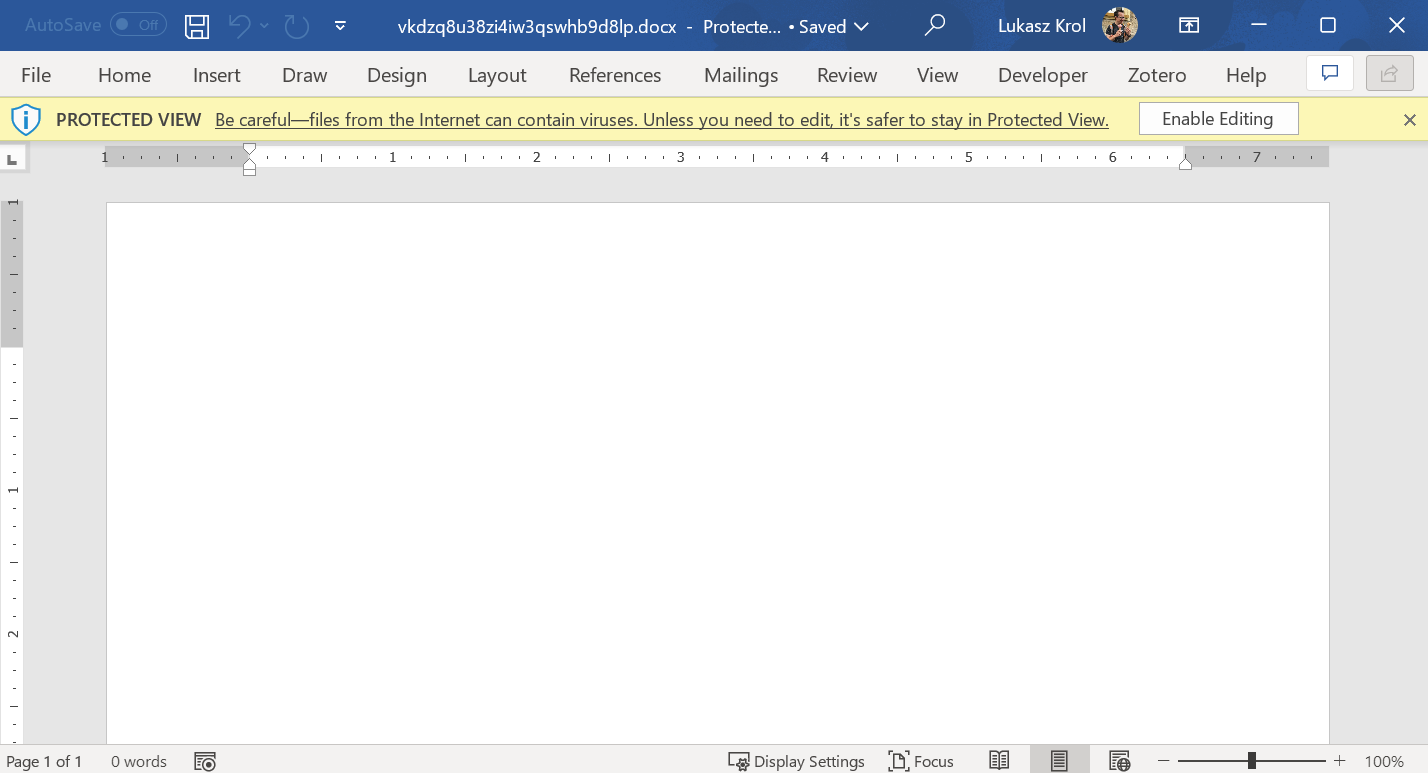 AutoSave Off vkdzq8u38zi4iw3qswhb9d8lp.docx - Protecte... • Saved Lukasz Krol
File Home Insert Draw Design Layout References Mailings Review View Developer Zotero Help
PROTECTED VIEW Be careful—files from the Internet can contain viruses. Unless you need to edit, it's safer to stay in Protected View. Enable Editing
1 1 2 3 4 5 6 7
1
1
2
Page 1 of 1 0 words Display Settings Focus 100%